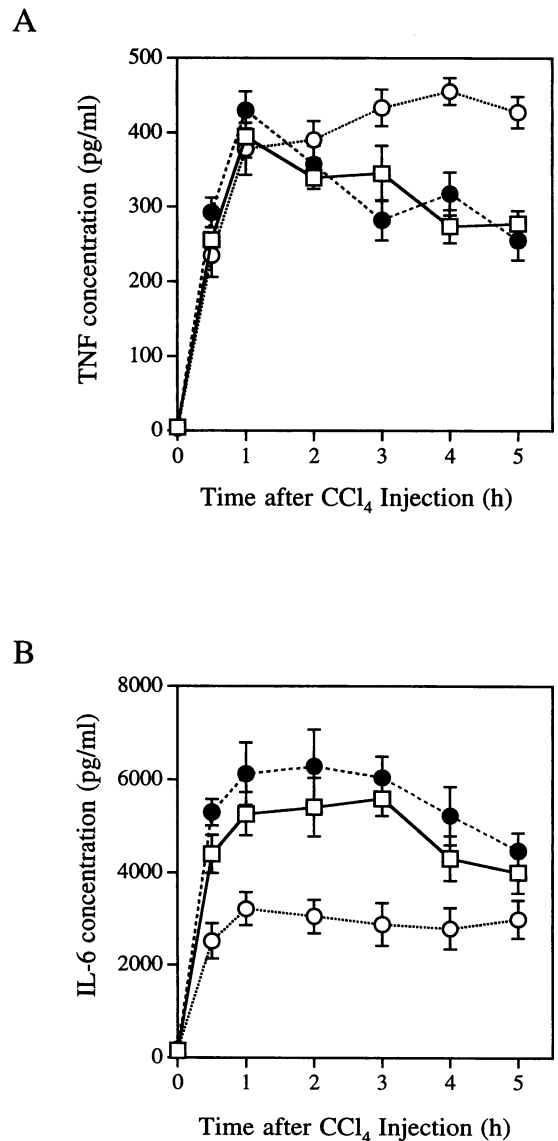 A
TNF concentration (pg/ml)
500
400
300
200
100
0
0 1 2 3 4 5
Time after CCl₄ Injection (h)
B
IL-6 concentration (pg/ml)
8000
6000
4000
2000
0
0 1 2 3 4 5
Time after CCl₄ Injection (h)